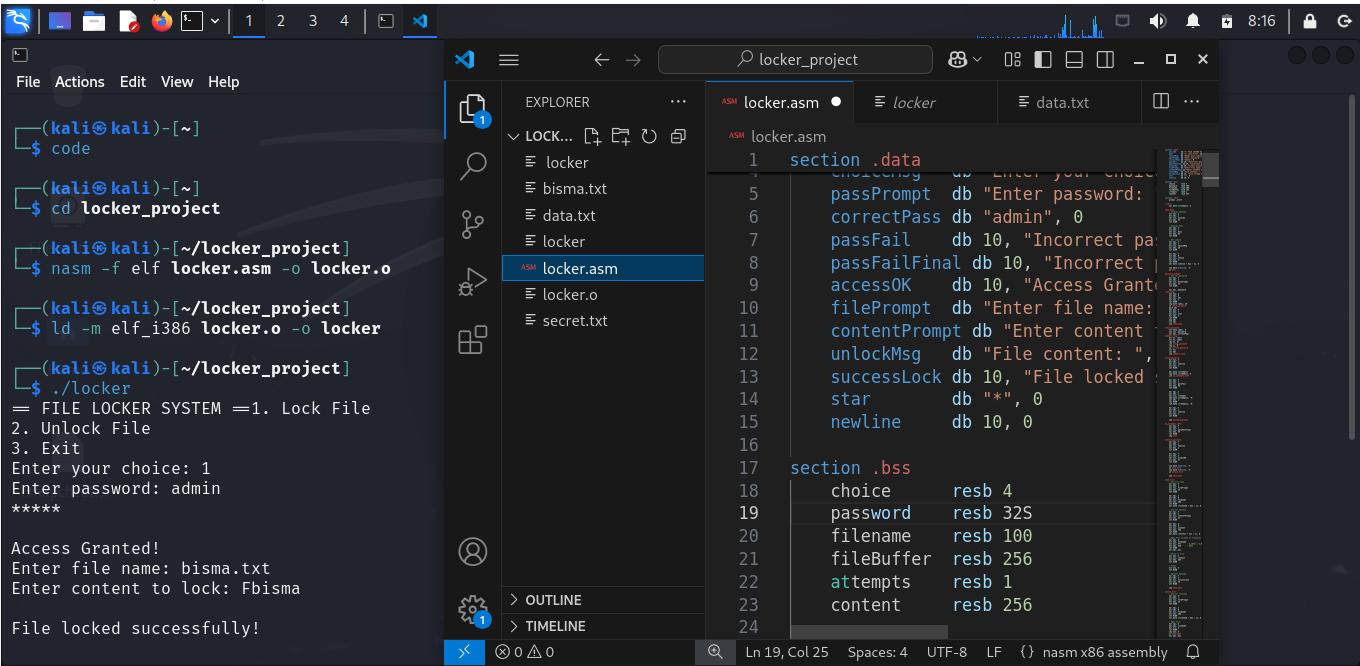 1 2 3 4
8:16
File Actions Edit View Help
┌──(kali㉿kali)-[~]
└─$ code
┌──(kali㉿kali)-[~]
└─$ cd locker_project
┌──(kali㉿kali)-[~/locker_project]
└─$ nasm -f elf locker.asm -o locker.o
┌──(kali㉿kali)-[~/locker_project]
└─$ ld -m elf_i386 locker.o -o locker
┌──(kali㉿kali)-[~/locker_project]
└─$ ./locker
== FILE LOCKER SYSTEM ==1. Lock File
2. Unlock File
3. Exit
Enter your choice: 1
Enter password: admin
*****
Access Granted!
Enter file name: bisma.txt
Enter content to lock: Fbisma
File locked successfully!
locker_project
1
EXPLORER
LOCK...
locker
bisma.txt
data.txt
locker
ASM locker.asm
locker.o
secret.txt
OUTLINE
TIMELINE
1
ASM locker.asm
locker
data.txt
ASM locker.asm
1 section .data
4 choiceMsg db "Enter your choic
5 passPrompt db "Enter password:
6 correctPass db "admin", 0
7 passFail db 10, "Incorrect pas
8 passFailFinal db 10, "Incorrect p
9 accessOK db 10, "Access Grante
10 filePrompt db "Enter file name:
11 contentPrompt db "Enter content t
12 unlockMsg db "File content: ",
13 successLock db 10, "File locked s
14 star db "*", 0
15 newline db 10, 0
16
17 section .bss
18 choice resb 4
19 password resb 32S
20 filename resb 100
21 fileBuffer resb 256
22 attempts resb 1
23 content resb 256
24
0 0
Ln 19, Col 25 Spaces: 4 UTF-8 LF {} nasm x86 assembly